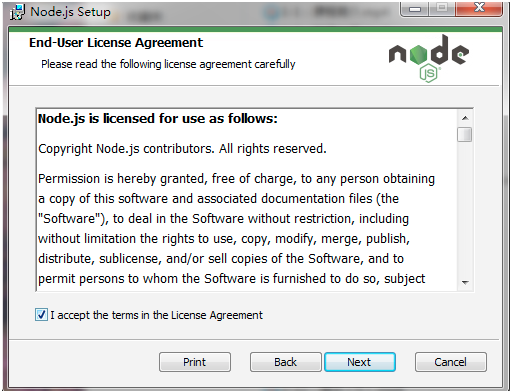 Node.js Setup
End-User License Agreement
Please read the following license agreement carefully
node
JS
Node.js is licensed for use as follows:
Copyright Node.js contributors. All rights reserved.
Permission is hereby granted, free of charge, to any person obtaining
a copy of this software and associated documentation files (the
"Software"), to deal in the Software without restriction, including
without limitation the rights to use, copy, modify, merge, publish,
distribute, sublicense, and/or sell copies of the Software, and to
permit persons to whom the Software is furnished to do so, subject
I accept the terms in the License Agreement
Print
Back
Next
Cancel